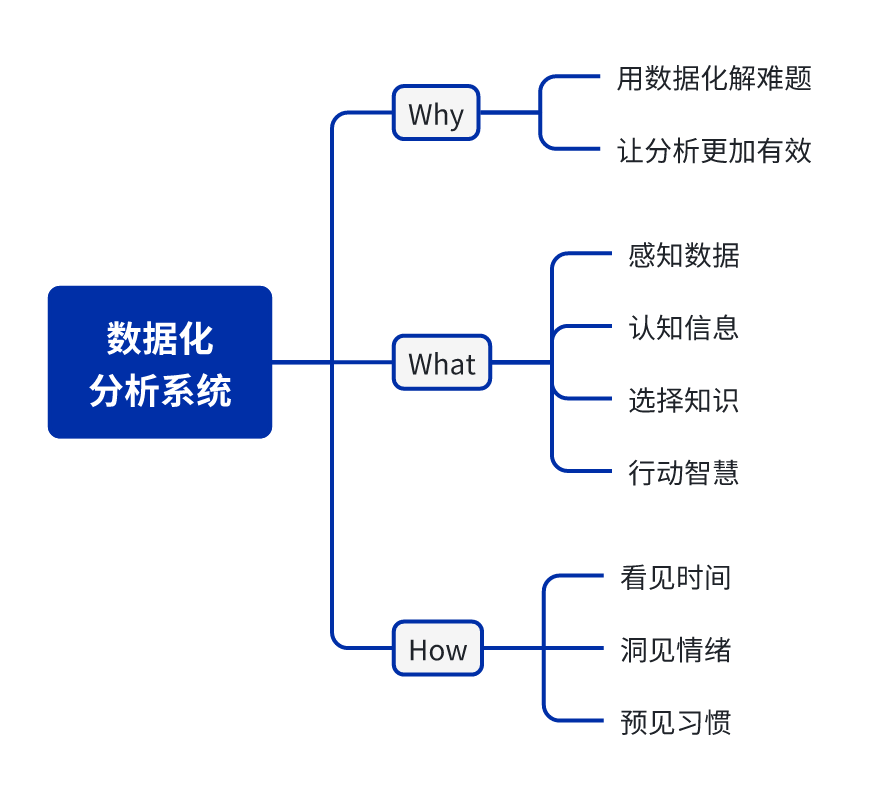 数据化
分析系统
Why
用数据化解难题
让分析更加有效
What
感知数据
认知信息
选择知识
行动智慧
How
看见时间
洞见情绪
预见习惯